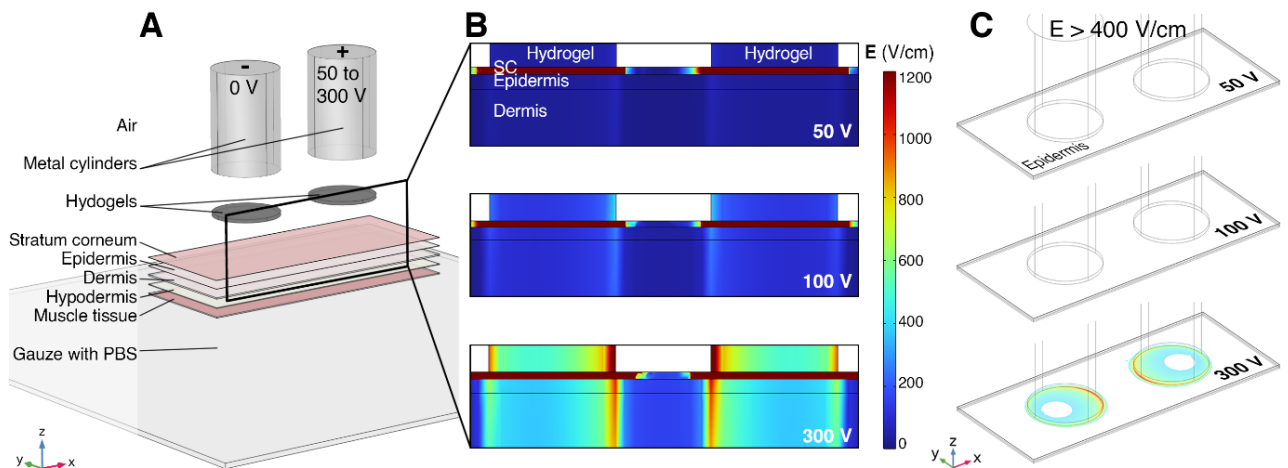 A
-
0 V
+
50 to
300 V
Air
Metal cylinders
Hydogels
Stratum corneum
Epidermis
Dermis
Hypodermis
Muscle tissue
Gauze with PBS
z
y
x
B
Hydrogel
Hydrogel
SC
Epidermis
Dermis
50 V
100 V
300 V
E (V/cm)
1200
1000
800
600
400
200
0
C
E > 400 V/cm
50 V
Epidermis
100 V
300 V
z
y
x